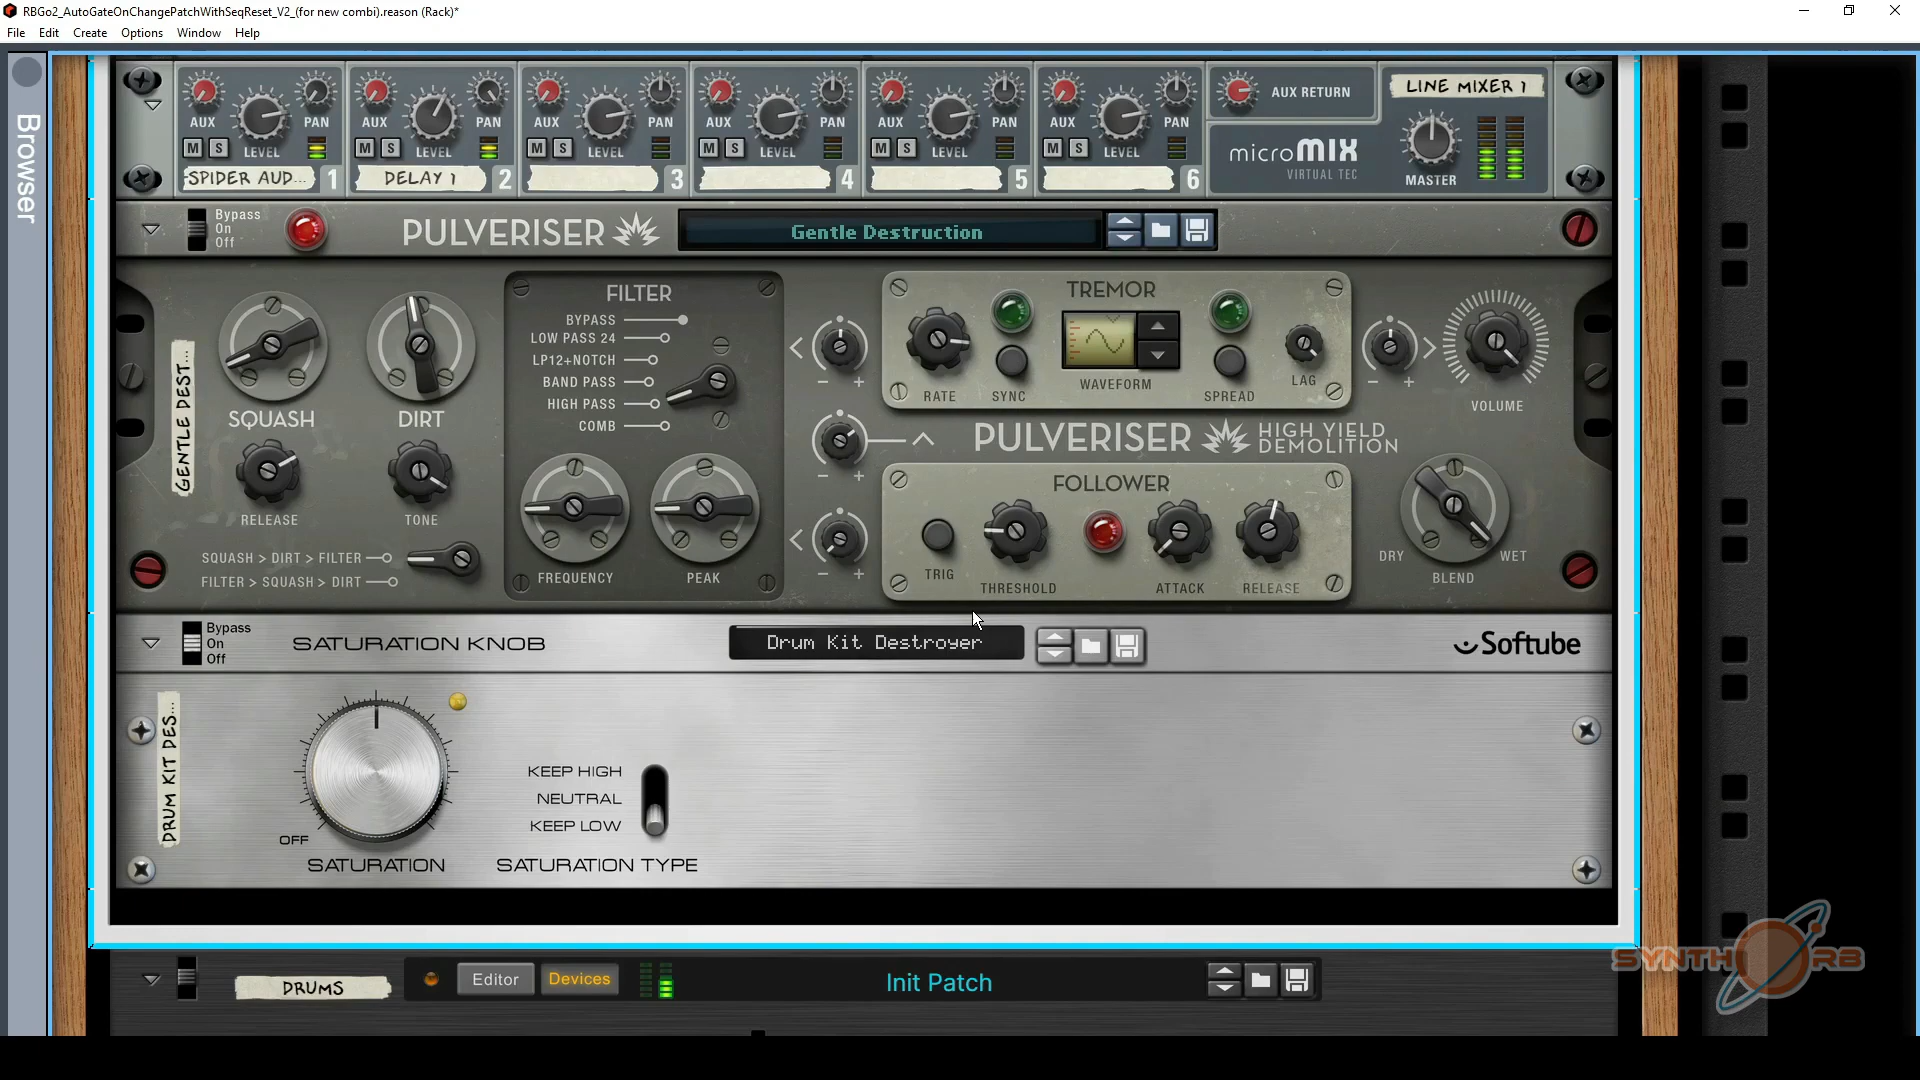 RBGo2_AutoGateOnChangePatchWithSeqReset_V2_(for new combi).reason (Rack)*
File Edit Create Options Window Help
Browser
AUX PAN AUX PAN AUX PAN AUX PAN AUX PAN AUX PAN
M S LEVEL M S LEVEL M S LEVEL M S LEVEL M S LEVEL M S LEVEL
SPIDER AUD... 1 DELAY 1 2 3 4 5 6
AUX RETURN
LINE MIXER 1
microMIX
VIRTUAL TEC
MASTER
Bypass
On
Off
PULVERISER
Gentle Destruction
GENTLE DEST...
SQUASH
DIRT
RELEASE
TONE
SQUASH > DIRT > FILTER
FILTER > SQUASH > DIRT
FILTER
BYPASS
LOW PASS 24
LP12+NOTCH
BAND PASS
HIGH PASS
COMB
FREQUENCY
PEAK
- +
- +
- +
TREMOR
RATE
SYNC
WAVEFORM
SPREAD
LAG
- +
VOLUME
PULVERISER
HIGH YIELD
DEMOLITION
FOLLOWER
TRIG
THRESHOLD
ATTACK
RELEASE
DRY
WET
BLEND
Bypass
On
Off
SATURATION KNOB
Drum Kit Destroyer
Softube
DRUM KIT DES...
OFF
SATURATION
KEEP HIGH
NEUTRAL
KEEP LOW
SATURATION TYPE
DRUMS
Editor
Devices
Init Patch
SYNTHORB